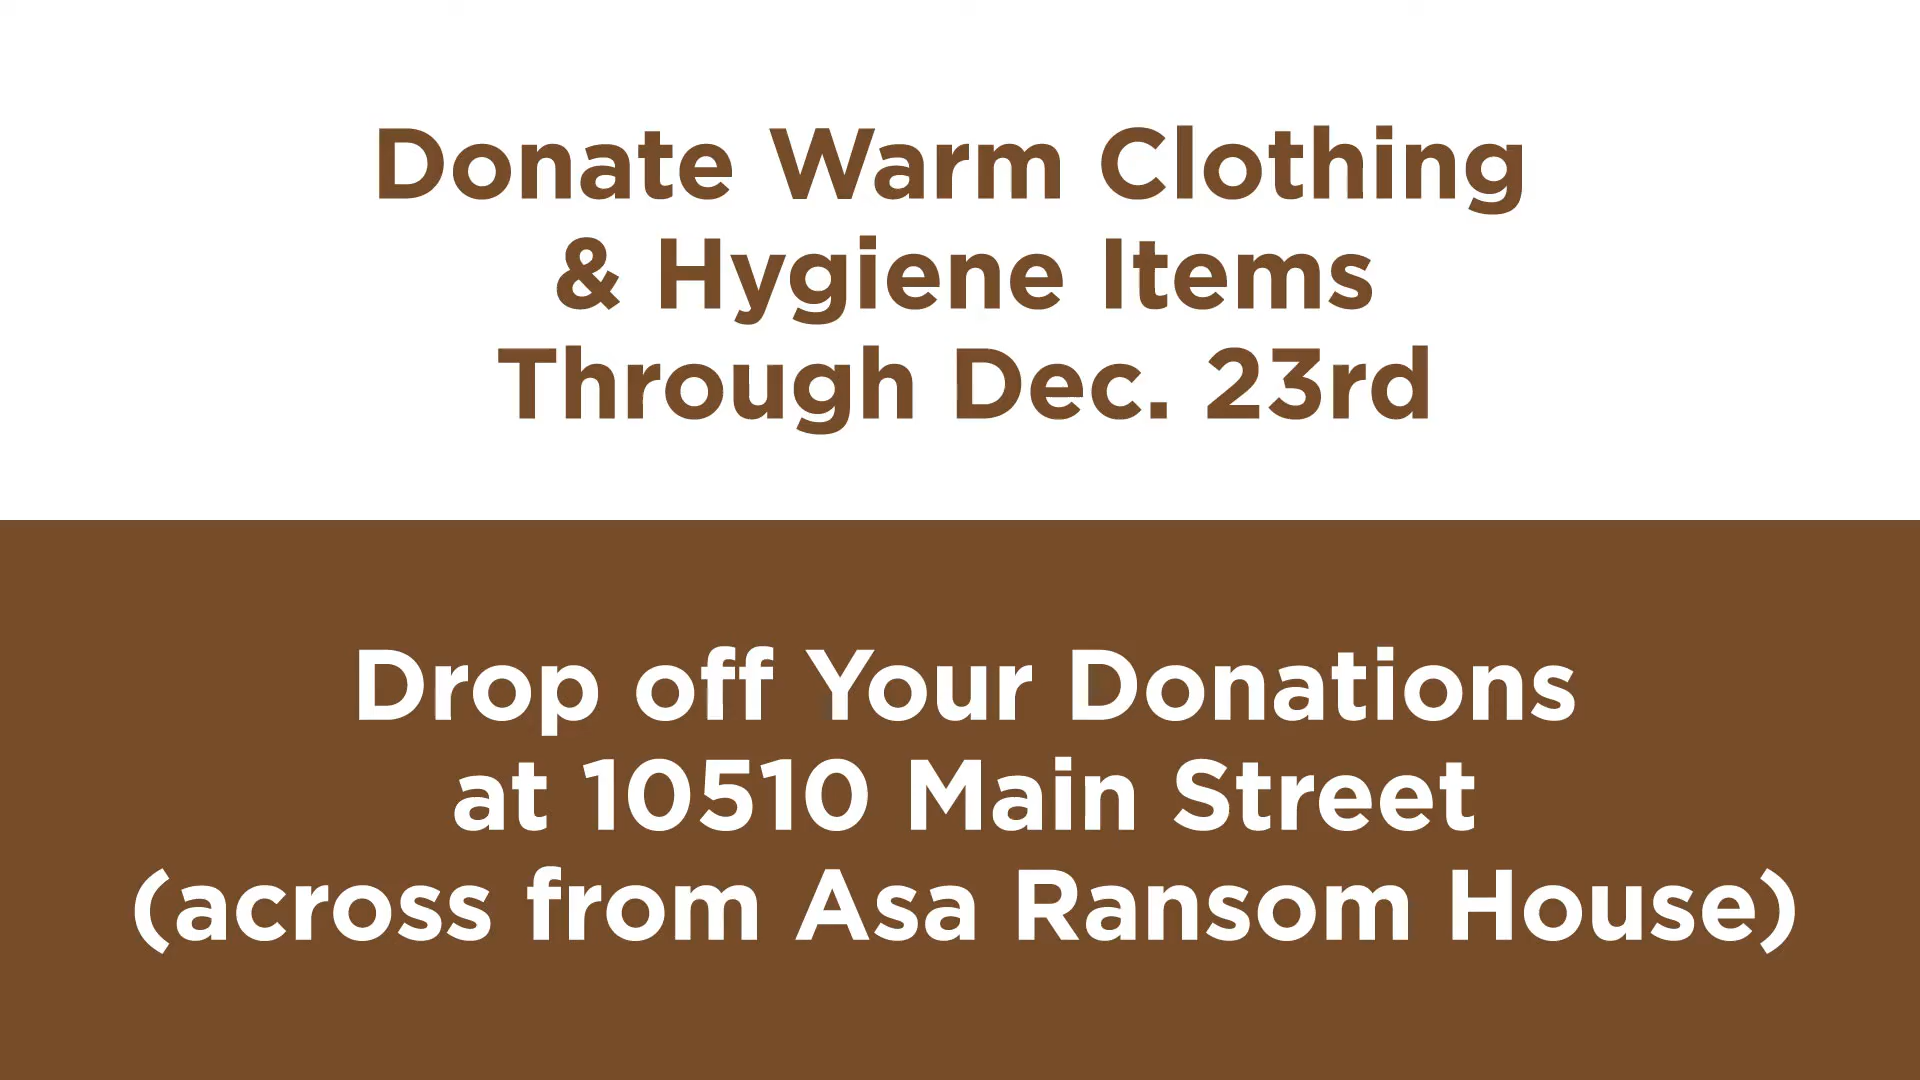 Donate Warm Clothing
& Hygiene Items
Through Dec. 23rd
Drop off Your Donations
at 10510 Main Street
(across from Asa Ransom House)